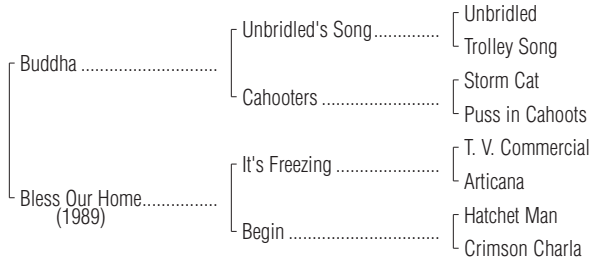 Unbridled
Unbridled's Song..............
Trolley Song
Buddha ............................
Storm Cat
Cahooters ........................
Puss in Cahoots
T. V. Commercial
It's Freezing .....................
Articana
Bless Our Home..................
(1989)
Hatchet Man
Begin ...............................
Crimson Charla